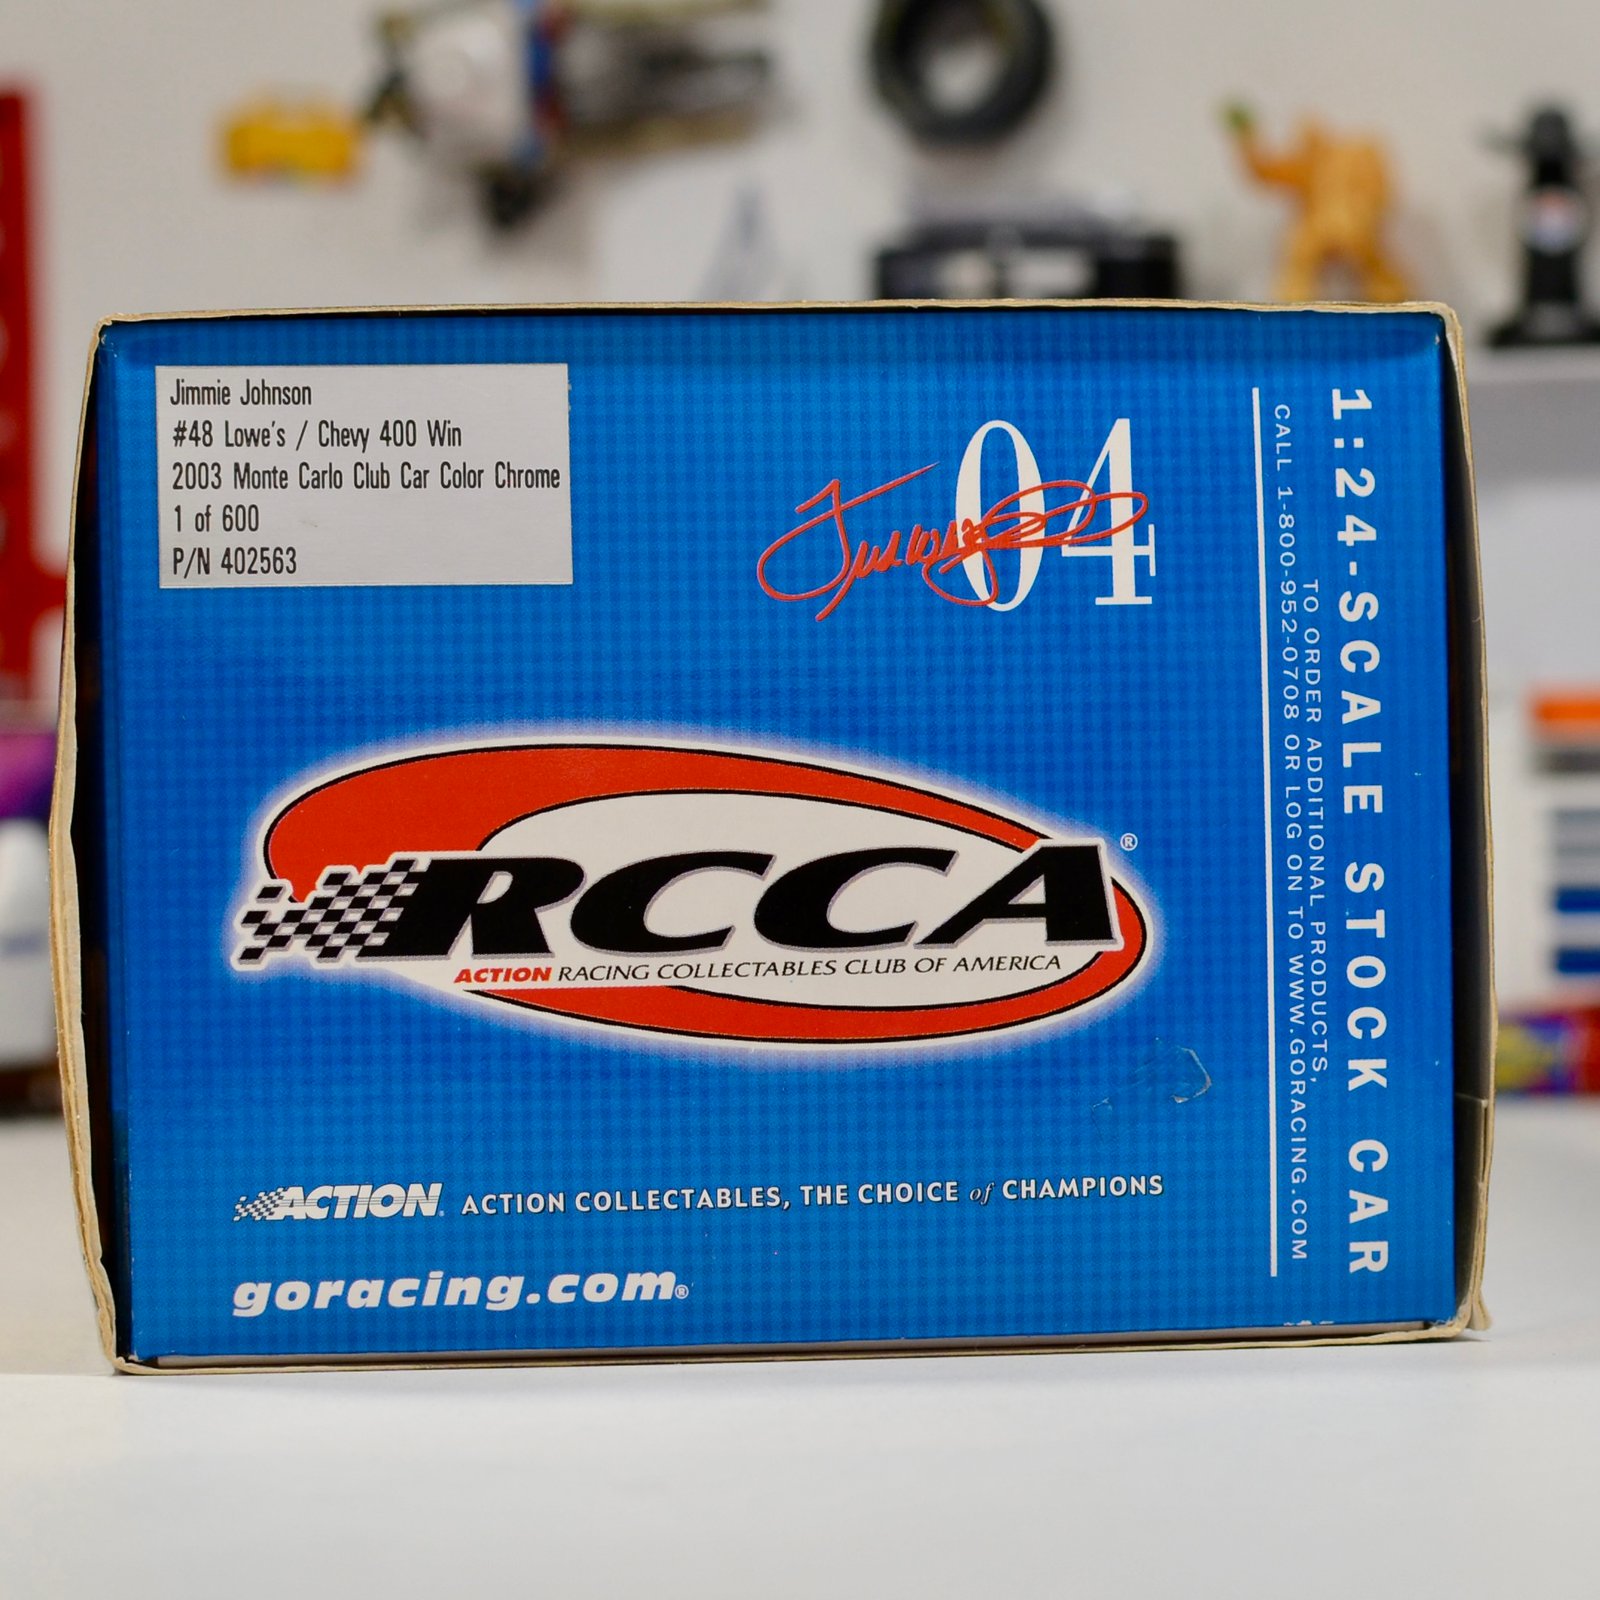 Jimmie Johnson
#48 Lowe's / Chevy 400 Win
2003 Monte Carlo Club Car Color Chrome
1 of 600
P/N 402563
04
RCCA®
ACTION RACING COLLECTABLES CLUB OF AMERICA
ACTION® ACTION COLLECTABLES, THE CHOICE of CHAMPIONS
goracing.com®
1:24-SCALE STOCK CAR
TO ORDER ADDITIONAL PRODUCTS,
CALL 1-800-952-0708 OR LOG ON TO WWW.GORACING.COM